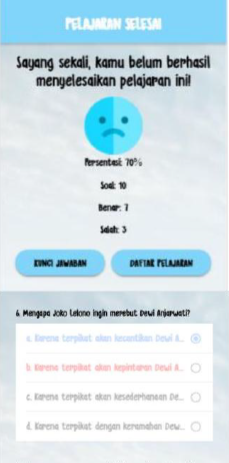 PELAJARAN SELESAI
Sayang sekali, kamu belum berhasil
menyelesaikan pelajaran ini!
Persentasi: 70%
Soal: 10
Benar: 7
Salah: 3
KUNCI JAWABAN
DAFTAR PELAJARAN
6. Mengapa Joko Lelono ingin merebut Dewi Anjarwati?
a. Karena terpikat akan kecantikan Dewi A...
b. Karena terpikat akan kepintaran Dewi A...
c. Karena terpikat akan kesederhanaan De...
d. Karena terpikat dengan keramahan Dew...